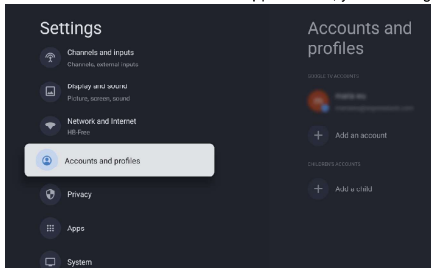 Settings
Channels and inputs
Channels, external inputs
Display and sound
Picture, screen, sound
Network and Internet
HB-Free
Accounts and profiles
Privacy
Apps
System
Accounts and
profiles
GOOGLE TV ACCOUNTS
Add an account
CHILDREN'S ACCOUNTS
Add a child